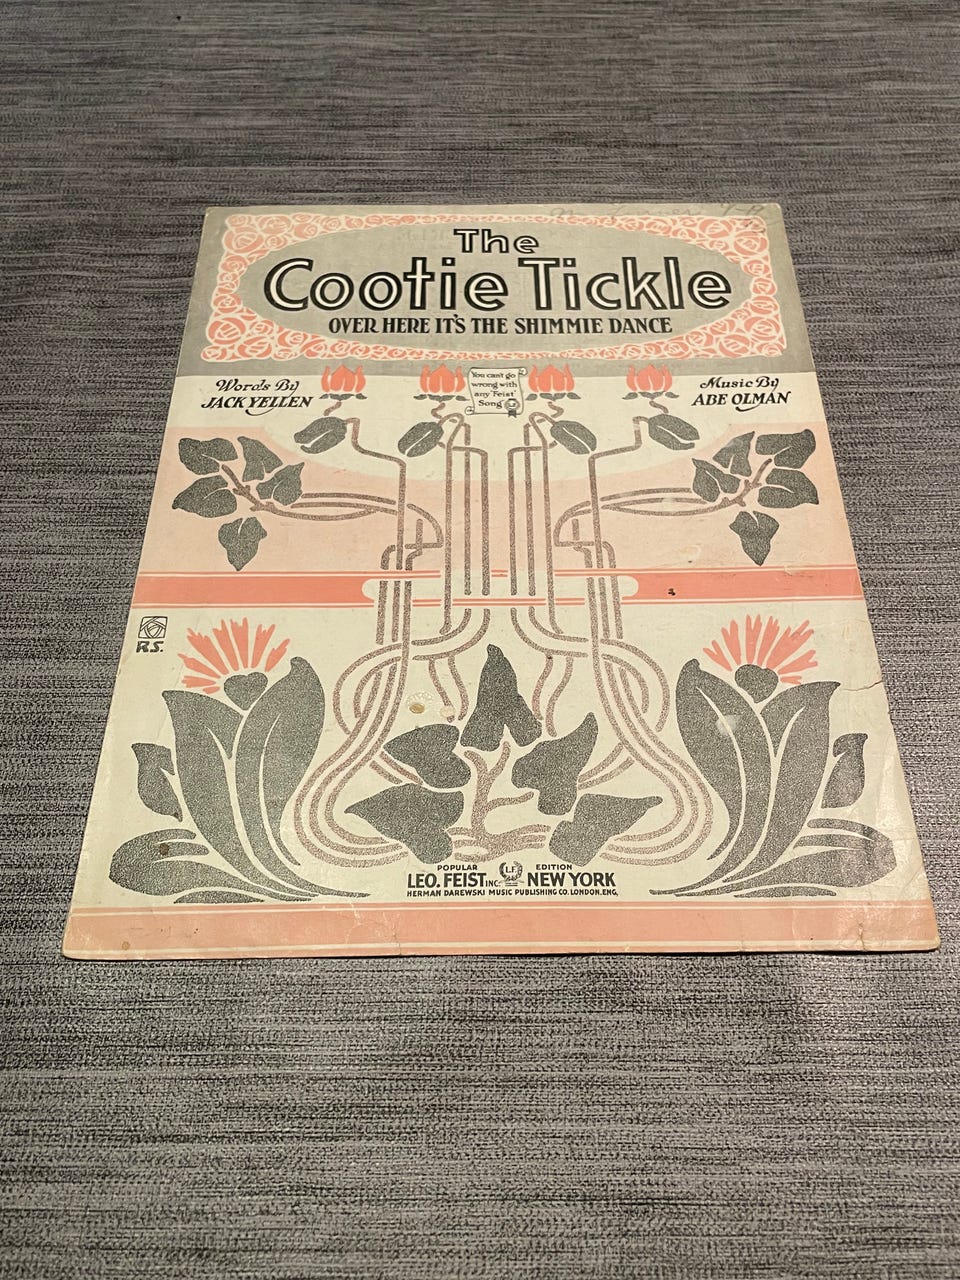 The
Cootie Tickle
OVER HERE IT'S THE SHIMMIE DANCE
Words By
JACK YELLEN
You can't go
wrong with
any 'Feist'
Song
Music By
ABE OLMAN
R.S.
POPULAR EDITION
LEO. FEIST INC. L.F. NEW YORK
HERMAN DAREWSKI MUSIC PUBLISHING CO. LONDON. ENG.